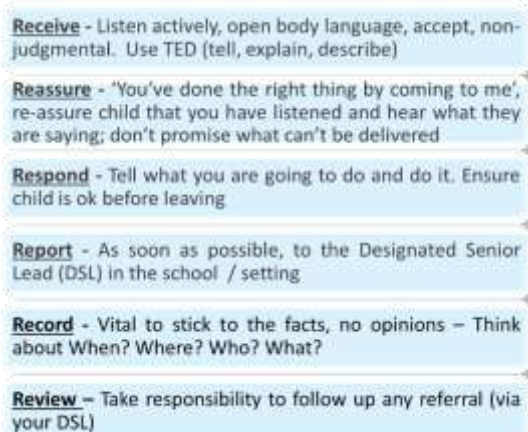 Receive - Listen actively, open body language, accept, non-
judgmental.  Use TED (tell, explain, describe)
Reassure - ‘You’ve done the right thing by coming to me’,
re-assure child that you have listened and hear what they
are saying; don’t promise what can’t be delivered
Respond - Tell what you are going to do and do it. Ensure
child is ok before leaving
Report - As soon as possible, to the Designated Senior
Lead (DSL) in the school / setting
Record - Vital to stick to the facts, no opinions – Think
about When? Where? Who? What?
Review – Take responsibility to follow up any referral (via
your DSL)